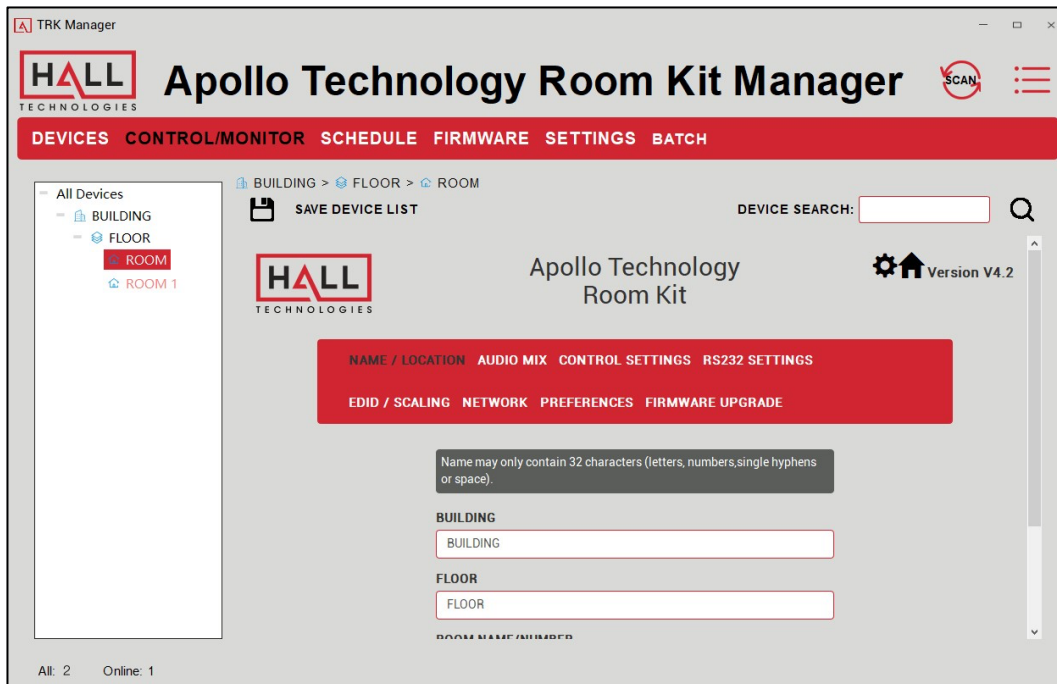 TRK Manager
HALL
TECHNOLOGIES
Apollo Technology Room Kit Manager
SCAN
DEVICES CONTROL/MONITOR SCHEDULE FIRMWARE SETTINGS BATCH
All Devices
BUILDING
FLOOR
ROOM
ROOM 1
BUILDING > FLOOR > ROOM
SAVE DEVICE LIST
DEVICE SEARCH:
HALL
TECHNOLOGIES
Apollo Technology
Room Kit
Version V4.2
NAME / LOCATION AUDIO MIX CONTROL SETTINGS RS232 SETTINGS
EDID / SCALING NETWORK PREFERENCES FIRMWARE UPGRADE
Name may only contain 32 characters (letters, numbers,single hyphens
or space).
BUILDING
BUILDING
FLOOR
FLOOR
ROOM NAME/NUMBER
All: 2 Online: 1